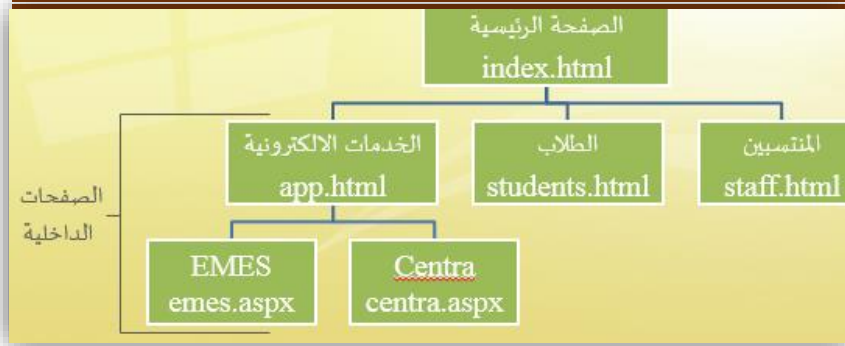 الصفحة الرئيسية
index.html
المنتسبين
staff.html
الطلاب
students.html
الخدمات الالكترونية
app.html
Centra
centra.aspx
EMES
emes.aspx
الصفحات
الداخلية